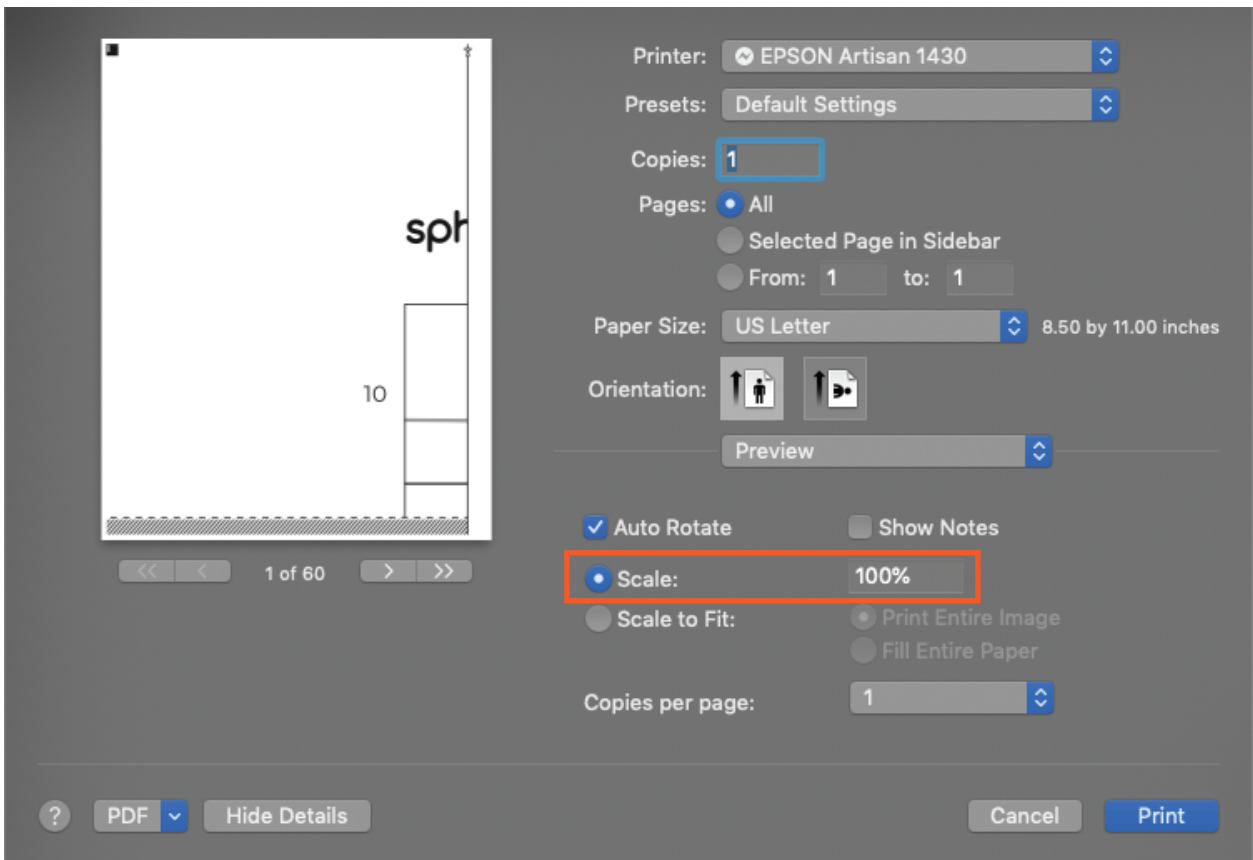 Printer: EPSON Artisan 1430
Presets: Default Settings
Copies: 1
Pages: All
Selected Page in Sidebar
From: 1 to: 1
Paper Size: US Letter 8.50 by 11.00 inches
Orientation:
Preview
Auto Rotate Show Notes
Scale: 100%
Scale to Fit: Print Entire Image
Fill Entire Paper
Copies per page: 1
sph
10
<< < 1 of 60 > >>
? PDF Hide Details Cancel Print